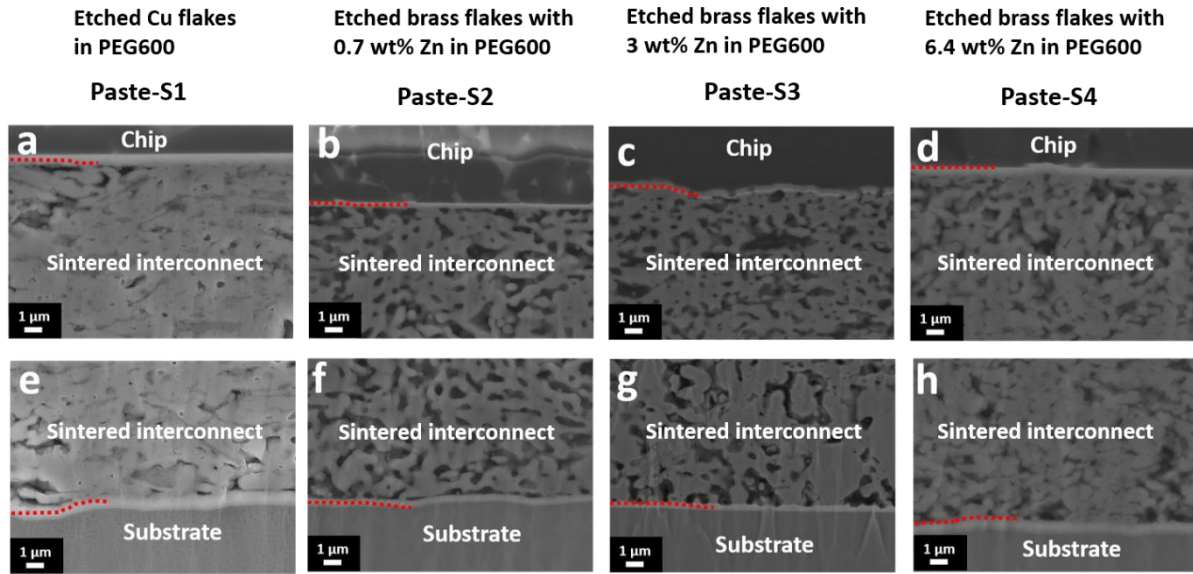 Etched Cu flakes
in PEG600
Paste-S1
Etched brass flakes with
0.7 wt% Zn in PEG600
Paste-S2
Etched brass flakes with
3 wt% Zn in PEG600
Paste-S3
Etched brass flakes with
6.4 wt% Zn in PEG600
Paste-S4
a
Chip
Sintered interconnect
1 µm
b
Chip
Sintered interconnect
1 µm
c
Chip
Sintered interconnect
1 µm
d
Chip
Sintered interconnect
1 µm
e
Sintered interconnect
Substrate
1 µm
f
Sintered interconnect
Substrate
1 µm
g
Sintered interconnect
Substrate
1 µm
h
Sintered interconnect
Substrate
1 µm